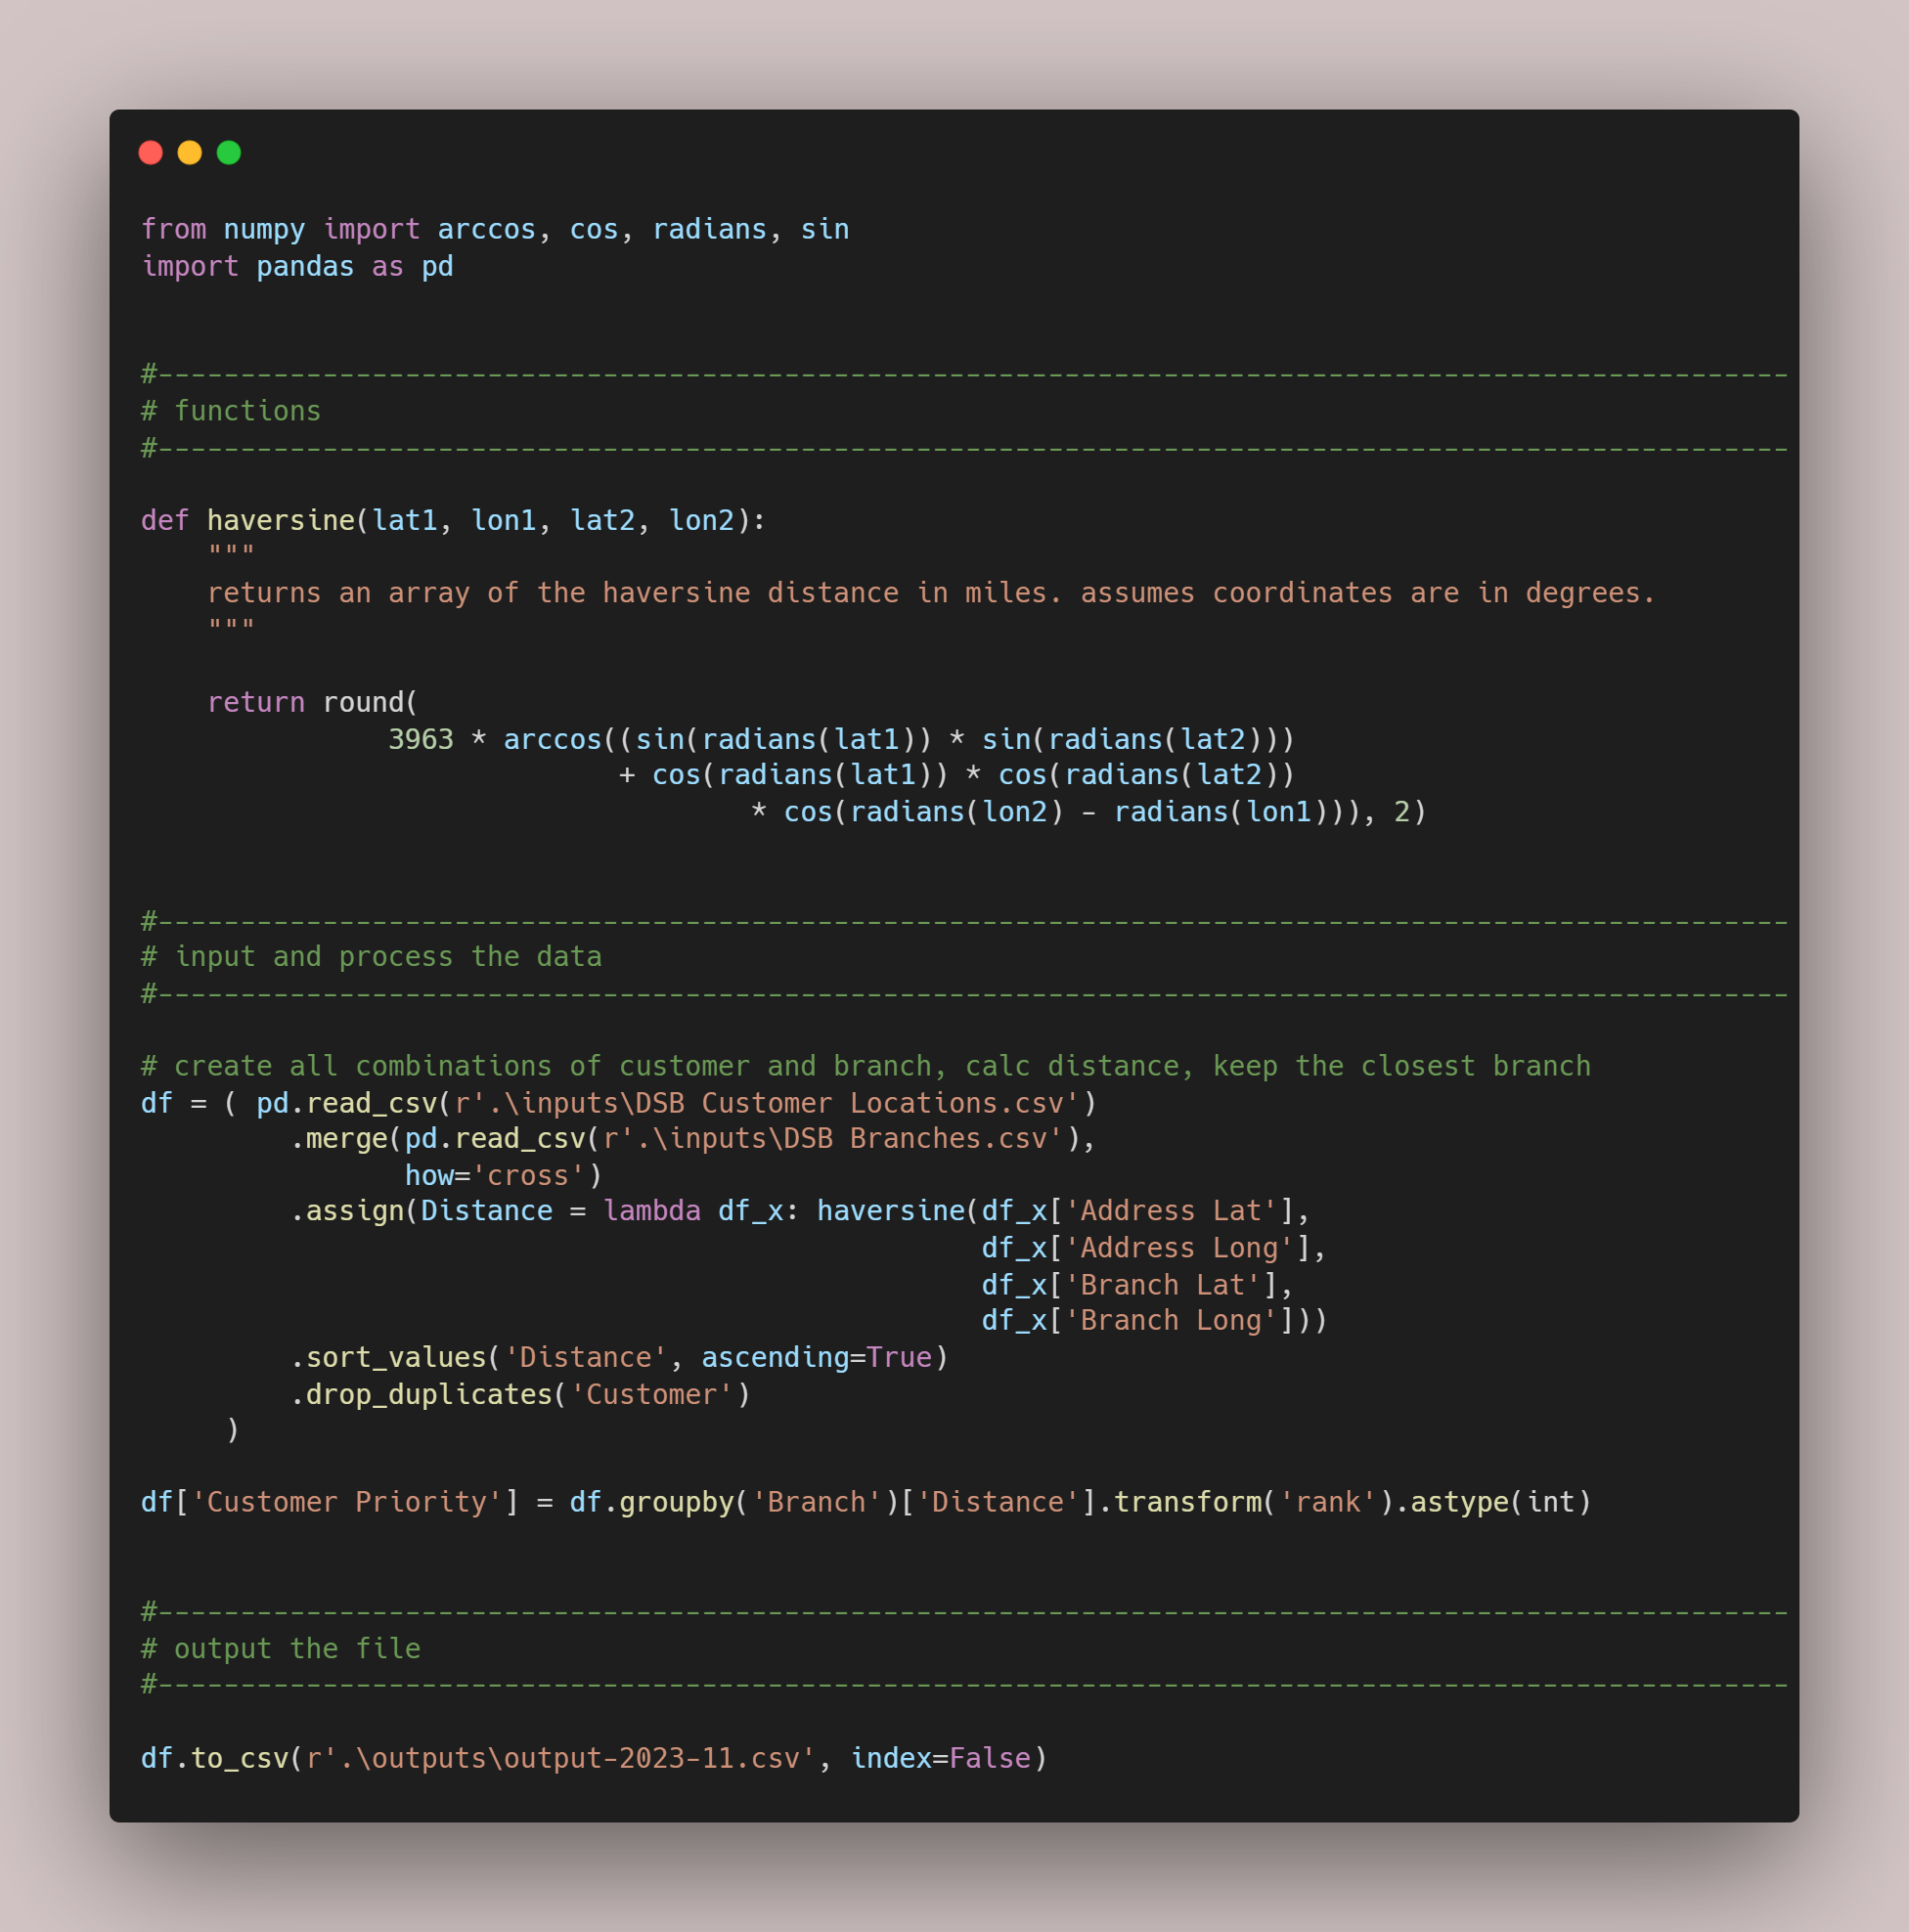 from numpy import arccos, cos, radians, sin
import pandas as pd
#---------------------------------------------------------------------------------------------------
# functions
#---------------------------------------------------------------------------------------------------
def haversine(lat1, lon1, lat2, lon2):
    """
    returns an array of the haversine distance in miles. assumes coordinates are in degrees.
    """
    return round(
               3963 * arccos((sin(radians(lat1)) * sin(radians(lat2)))
                             + cos(radians(lat1)) * cos(radians(lat2))
                                     * cos(radians(lon2) - radians(lon1))), 2)
#---------------------------------------------------------------------------------------------------
# input and process the data
#---------------------------------------------------------------------------------------------------
# create all combinations of customer and branch, calc distance, keep the closest branch
df = ( pd.read_csv(r'.\inputs\DSB Customer Locations.csv')
         .merge(pd.read_csv(r'.\inputs\DSB Branches.csv'),
                how='cross')
         .assign(Distance = lambda df_x: haversine(df_x['Address Lat'],
                                                   df_x['Address Long'],
                                                   df_x['Branch Lat'],
                                                   df_x['Branch Long']))
         .sort_values('Distance', ascending=True)
         .drop_duplicates('Customer')
     )
df['Customer Priority'] = df.groupby('Branch')['Distance'].transform('rank').astype(int)
#---------------------------------------------------------------------------------------------------
# output the file
#---------------------------------------------------------------------------------------------------
df.to_csv(r'.\outputs\output-2023-11.csv', index=False)